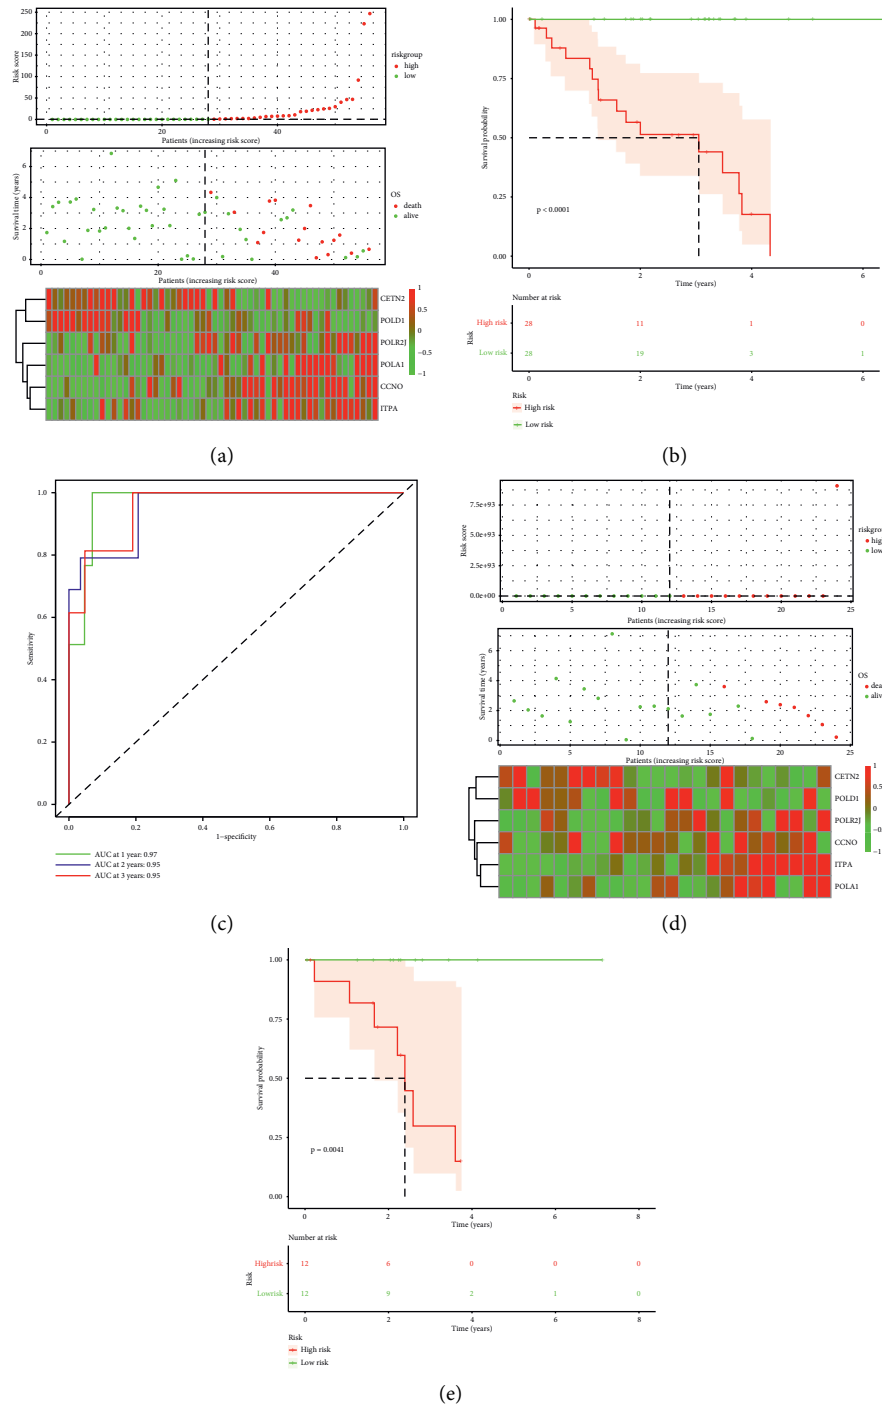 250
200
150
100
50
0
Risk score
0
20
40
Patients (increasing risk score)
riskgroup
high
low
6
4
2
0
Survival time (years)
0
20
40
Patients (increasing risk score)
OS
death
alive
CETN2
POLD1
POLR2J
POLA1
CCNO
ITPA
1
0.5
0
−0.5
−1
(a)
1.00
0.75
0.50
0.25
0.00
Survival probability
p < 0.0001
0
2
4
6
Time (years)
Number at risk
Risk
High risk 28 11 1 0
Low risk 28 19 3 1
0 2 4 6
Time (years)
Risk
High risk
Low risk
(b)
1.0
0.8
0.6
0.4
0.2
0.0
Sensitivity
0.0 0.2 0.4 0.6 0.8 1.0
1−specificity
AUC at 1 year: 0.97
AUC at 2 years: 0.95
AUC at 3 years: 0.95
(c)
7.5e+93
5.0e+93
2.5e+93
0.0e+00
Risk score
0 5 10 15 20 25
Patients (increasing risk score)
riskgroup
hig
low
6
4
2
0
Survival time (years)
0 5 10 15 20 25
Patients (increasing risk score)
OS
dea
aliv
CETN2
POLD1
POLR2J
CCNO
ITPA
POLA1
1
0.5
0
−0.
−1
(d)
1.00
0.75
0.50
0.25
0.00
Survival probability
p = 0.0041
0 2 4 6 8
Time (years)
Number at risk
Risk
Highrisk 12 6 0 0 0
Lowrisk 12 9 2 1 0
0 2 4 6 8
Time (years)
Risk
High risk
Low risk
(e)